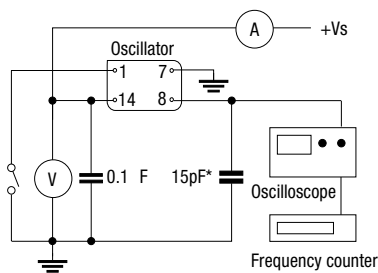 A
+Vs
Oscillator
1 7
14 8
V
0.1 F
15pF*
Oscilloscope
Frequency counter